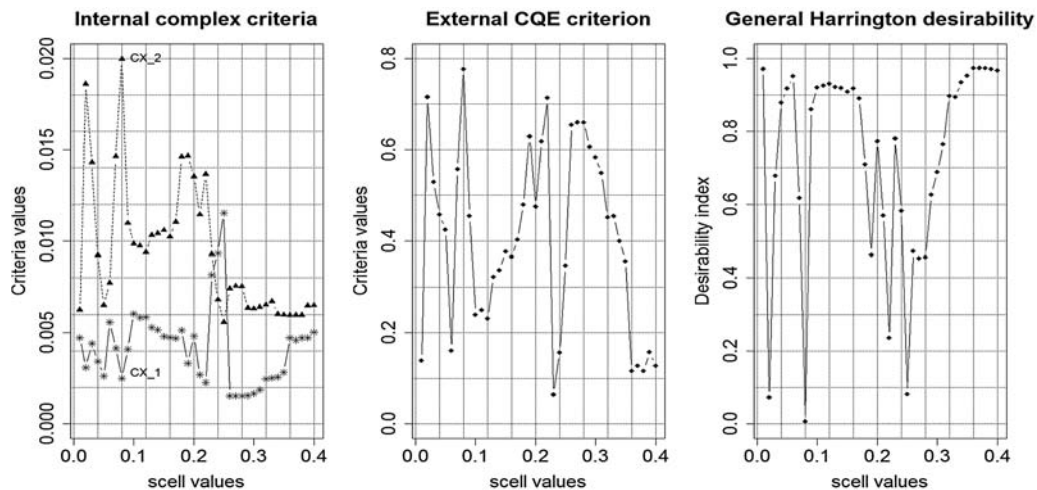 Internal complex criteria
Criteria values
0.000 0.005 0.010 0.015 0.020
CX_2
CX_1
0.0 0.1 0.2 0.3 0.4
scell values
External CQE criterion
Criteria values
0.0 0.2 0.4 0.6 0.8
0.0 0.1 0.2 0.3 0.4
scell values
General Harrington desirability
Desirability index
0.0 0.2 0.4 0.6 0.8 1.0
0.0 0.1 0.2 0.3 0.4
scell values